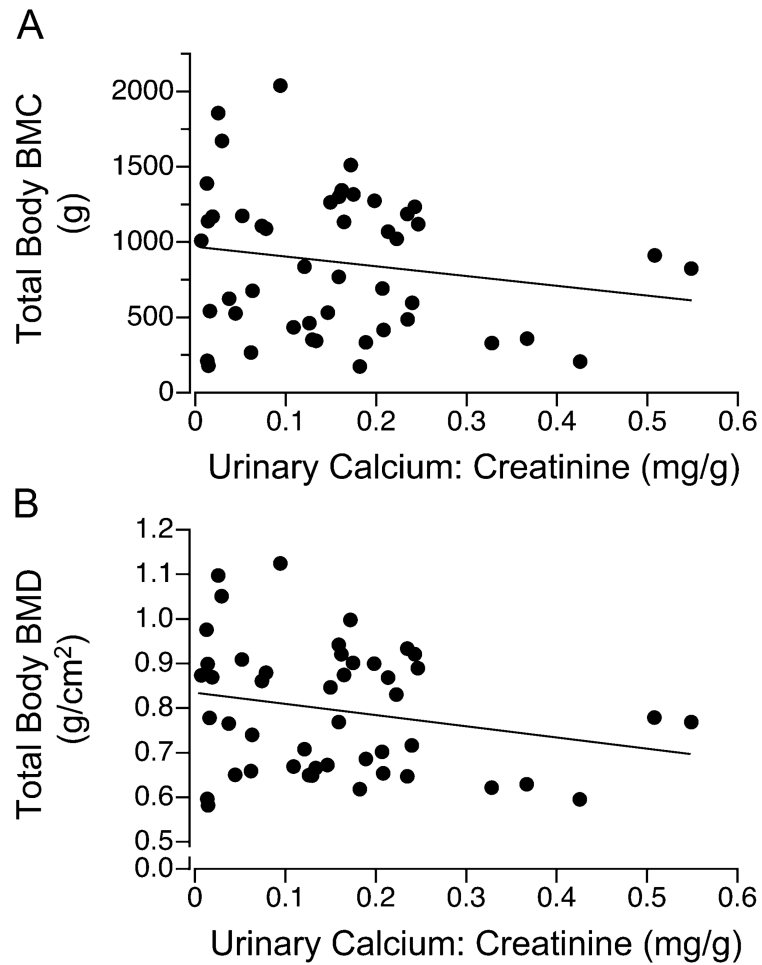 A
Total Body BMC
(g)
2000
1500
1000
500
0
0 0.1 0.2 0.3 0.4 0.5 0.6
Urinary Calcium: Creatinine (mg/g)
B
Total Body BMD
(g/cm²)
1.2
1.1
1.0
0.9
0.8
0.7
0.6
0.5
0.0
0 0.1 0.2 0.3 0.4 0.5 0.6
Urinary Calcium: Creatinine (mg/g)